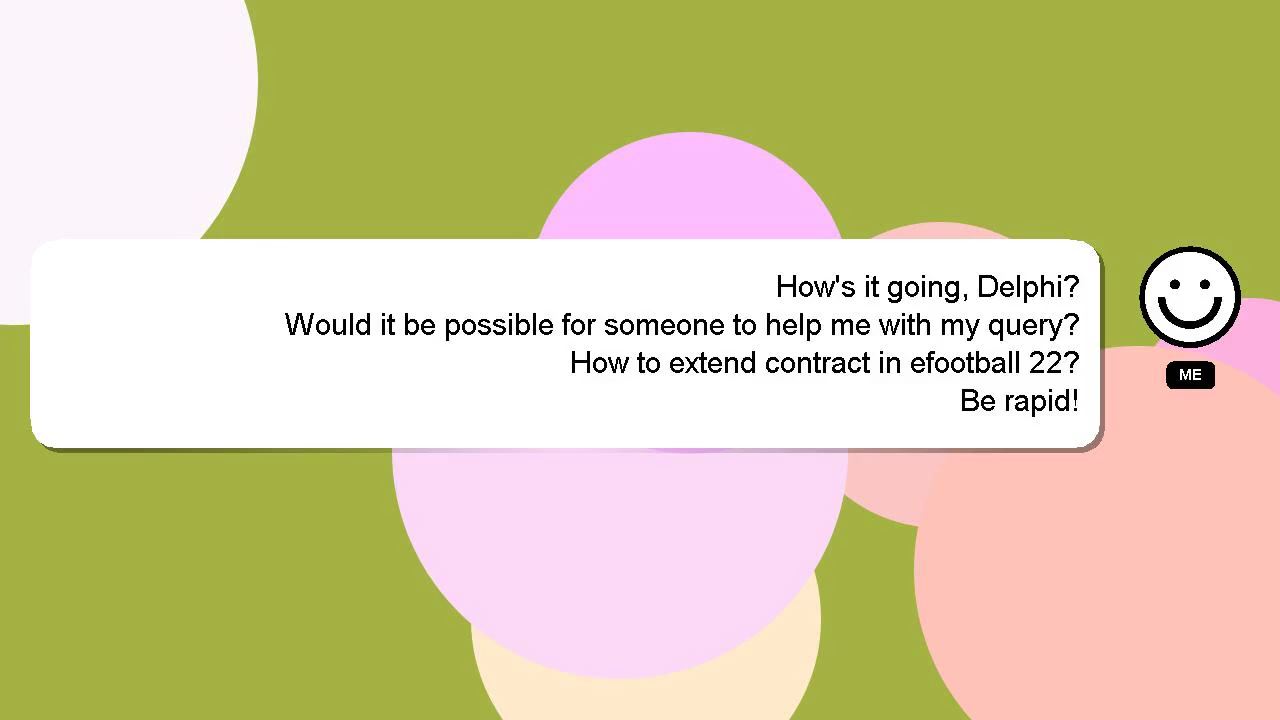 How's it going, Delphi?
Would it be possible for someone to help me with my query?
How to extend contract in efootball 22?
Be rapid!
ME